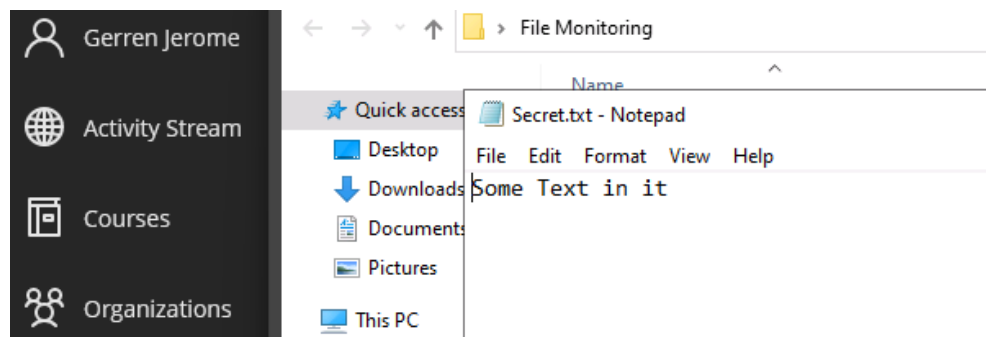 Gerren Jerome
Activity Stream
Courses
Organizations
File Monitoring
Name
Quick access
Desktop
Downloads
Documents
Pictures
This PC
Secret.txt - Notepad
File Edit Format View Help
Some Text in it